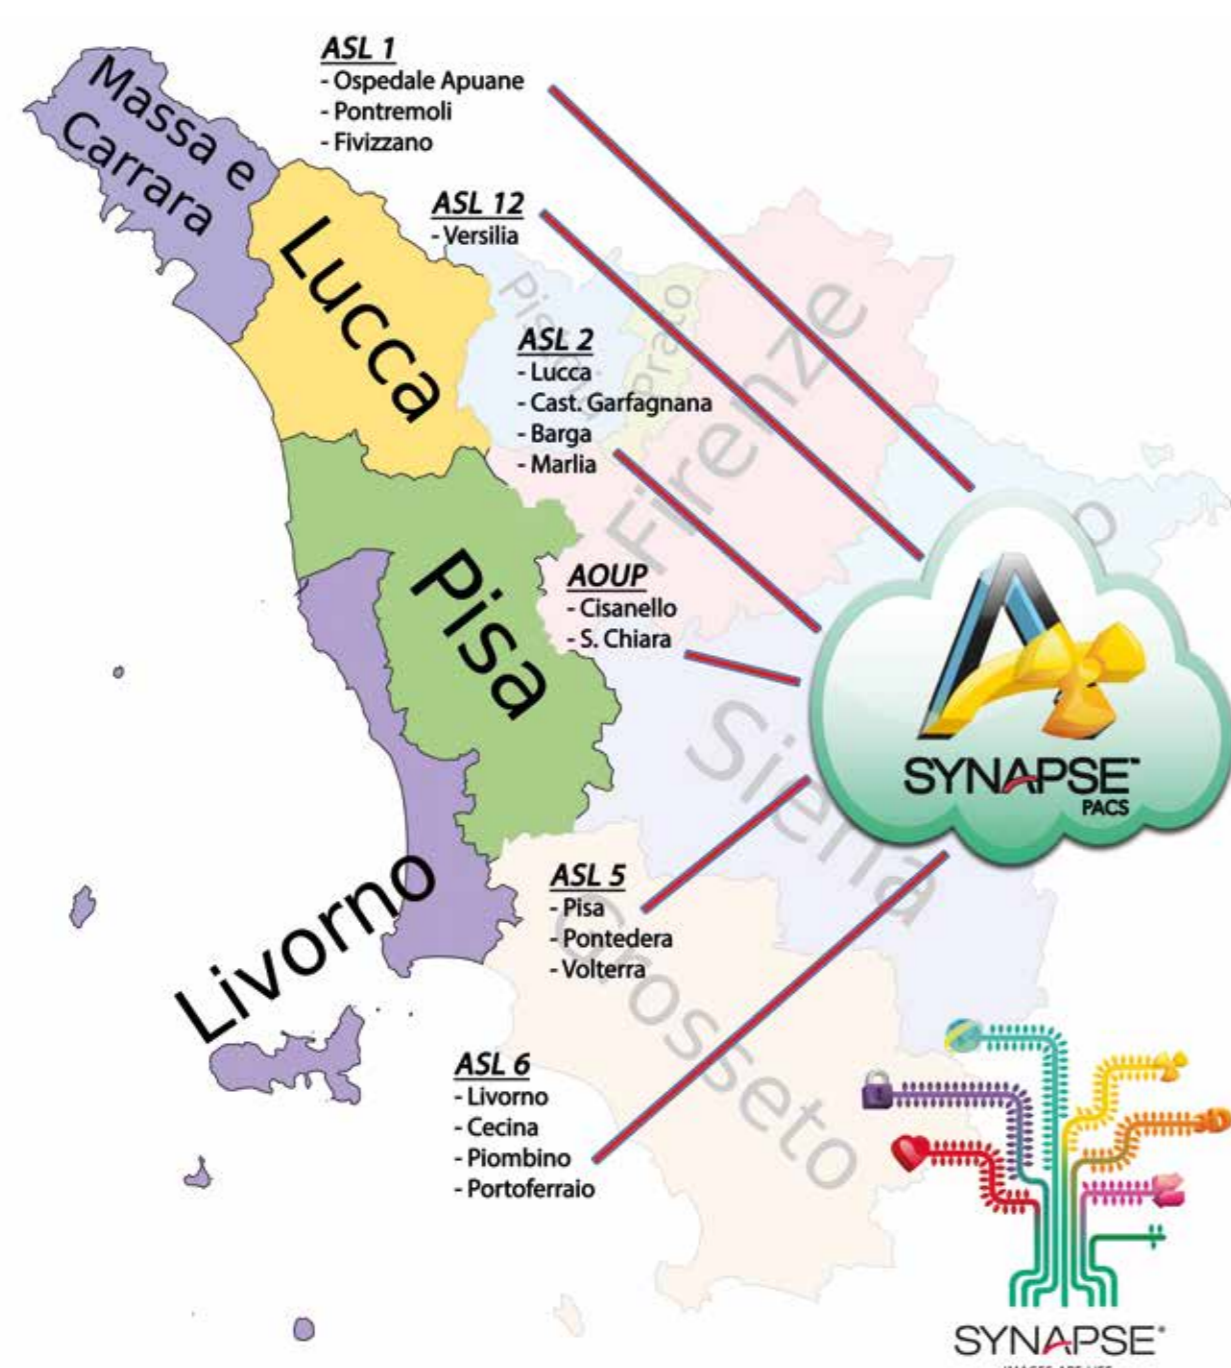 ASL 1
- Ospedale Apuane
- Pontremoli
- Fivizzano
Massa e
Carrara
ASL 12
- Versilia
Lucca
Prato
Firenze
ASL 2
- Lucca
- Cast. Garfagnana
- Barga
- Marlia
Pisa
AOUP
- Cisanello
- S. Chiara
Siena
SYNAPSE™
PACS
Livorno
Grosseto
ASL 5
- Pisa
- Pontedera
- Volterra
ASL 6
- Livorno
- Cecina
- Piombino
- Portoferraio
SYNAPSE®